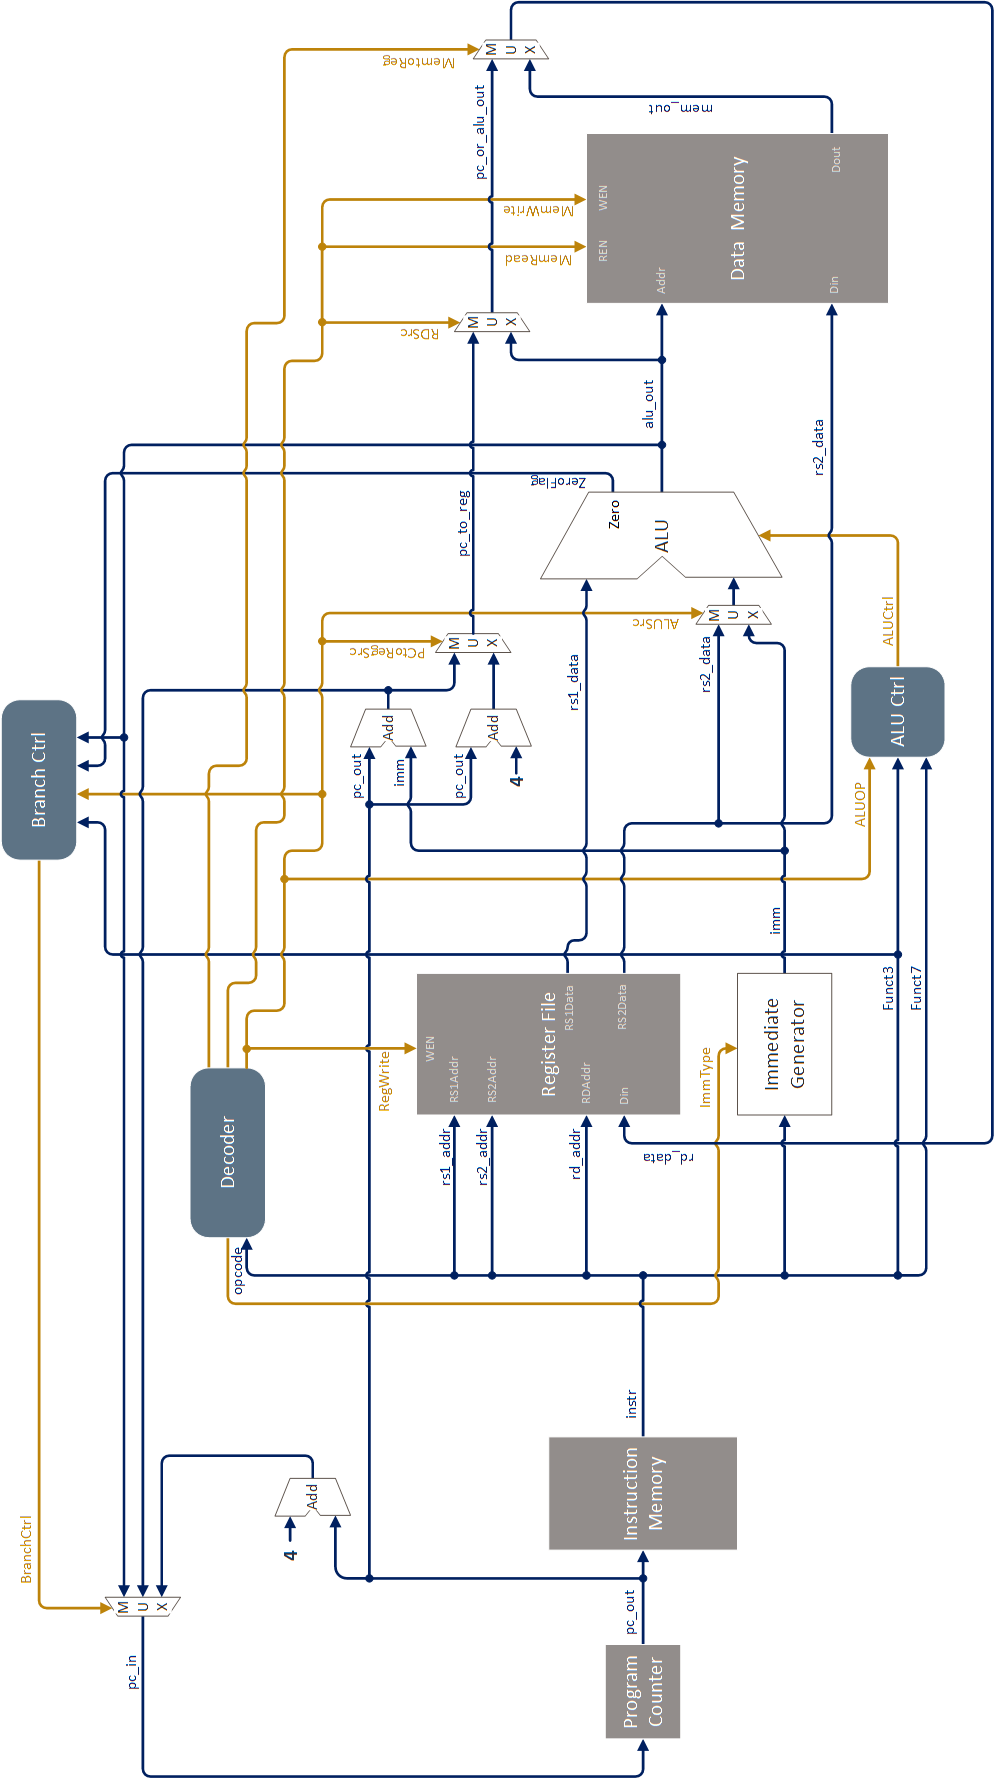 MemtoReg
M
U
X
pc_or_alu_out
mem_out
Data Memory
WEN
REN
Addr
Dout
Din
MemWrite
MemRead
RDSrc
M
U
X
alu_out
rs2_data
ZeroFlag
Zero
ALU
pc_to_reg
ALUSrc
M
U
X
PCtoRegSrc
M
U
X
rs1_data
rs2_data
ALUCtrl
ALU Ctrl
Branch Ctrl
Add
Add
pc_out
imm
pc_out
4
ALUOP
imm
Funct3
Funct7
Register File
WEN
RS1Addr
RS2Addr
RDAddr
Din
RS1Data
RS2Data
RegWrite
ImmType
Immediate
Generator
Decoder
opcode
rs1_addr
rs2_addr
rd_addr
rd_data
instr
Instruction
Memory
Add
4
BranchCtrl
M
U
X
pc_in
pc_out
Program
Counter